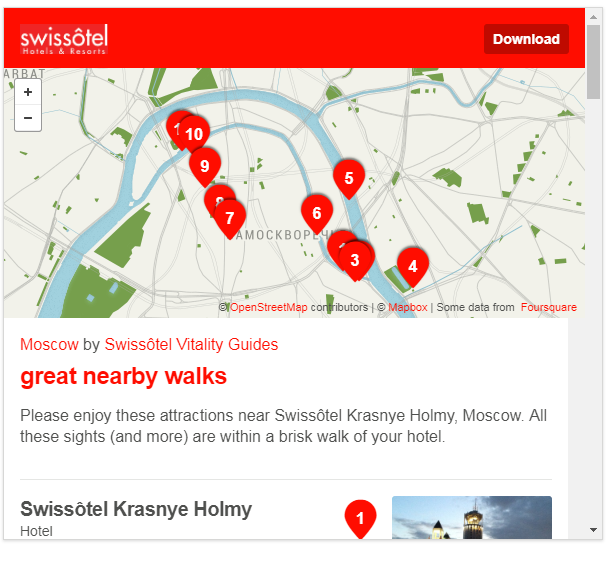 swissôtel
Hotels & Resorts
Download
ARBAT
+
−
10
9
5
8
7
6
3
4
© OpenStreetMap contributors | © Mapbox | Some data from Foursquare
Moscow by Swissôtel Vitality Guides
great nearby walks
Please enjoy these attractions near Swissôtel Krasnye Holmy, Moscow. All
these sights (and more) are within a brisk walk of your hotel.
Swissôtel Krasnye Holmy
1
Hotel